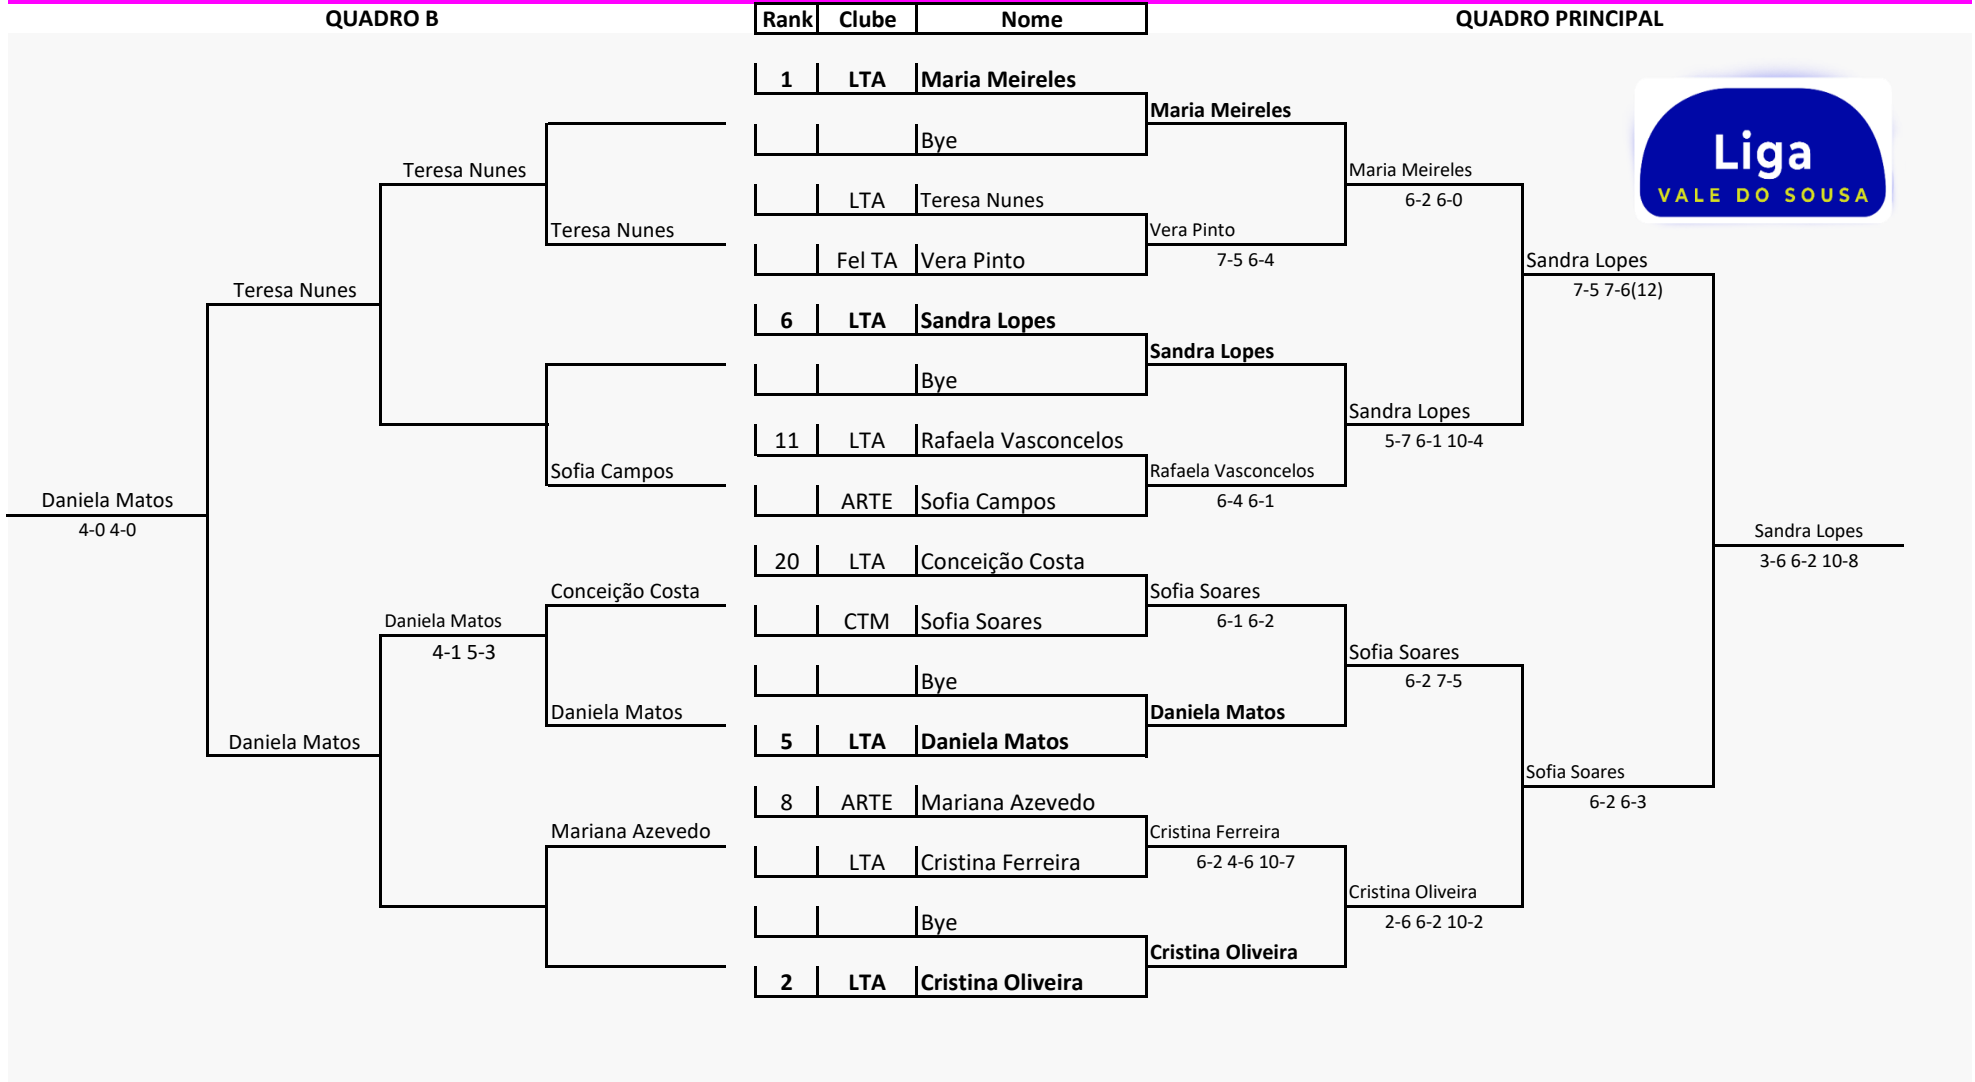 QUADRO B Rank Clube Nome QUADRO PRINCIPAL
1 LTA Maria Meireles
Maria Meireles
Bye
Teresa Nunes Maria Meireles
LTA Teresa Nunes 6-2 6-0
Teresa Nunes Vera Pinto
Fel TA Vera Pinto 7-5 6-4 Sandra Lopes
Teresa Nunes 7-5 7-6(12)
6 LTA Sandra Lopes
Sandra Lopes
Bye
Sandra Lopes
11 LTA Rafaela Vasconcelos 5-7 6-1 10-4
Sofia Campos Rafaela Vasconcelos
Daniela Matos ARTE Sofia Campos 6-4 6-1
4-0 4-0 Sandra Lopes
20 LTA Conceição Costa 3-6 6-2 10-8
Conceição Costa Sofia Soares
Daniela Matos CTM Sofia Soares 6-1 6-2
4-1 5-3 Sofia Soares
Bye 6-2 7-5
Daniela Matos Daniela Matos
Daniela Matos 5 LTA Daniela Matos
Sofia Soares
8 ARTE Mariana Azevedo 6-2 6-3
Mariana Azevedo Cristina Ferreira
LTA Cristina Ferreira 6-2 4-6 10-7
Cristina Oliveira
Bye 2-6 6-2 10-2
Cristina Oliveira
2 LTA Cristina Oliveira
Liga
VALE DO SOUSA